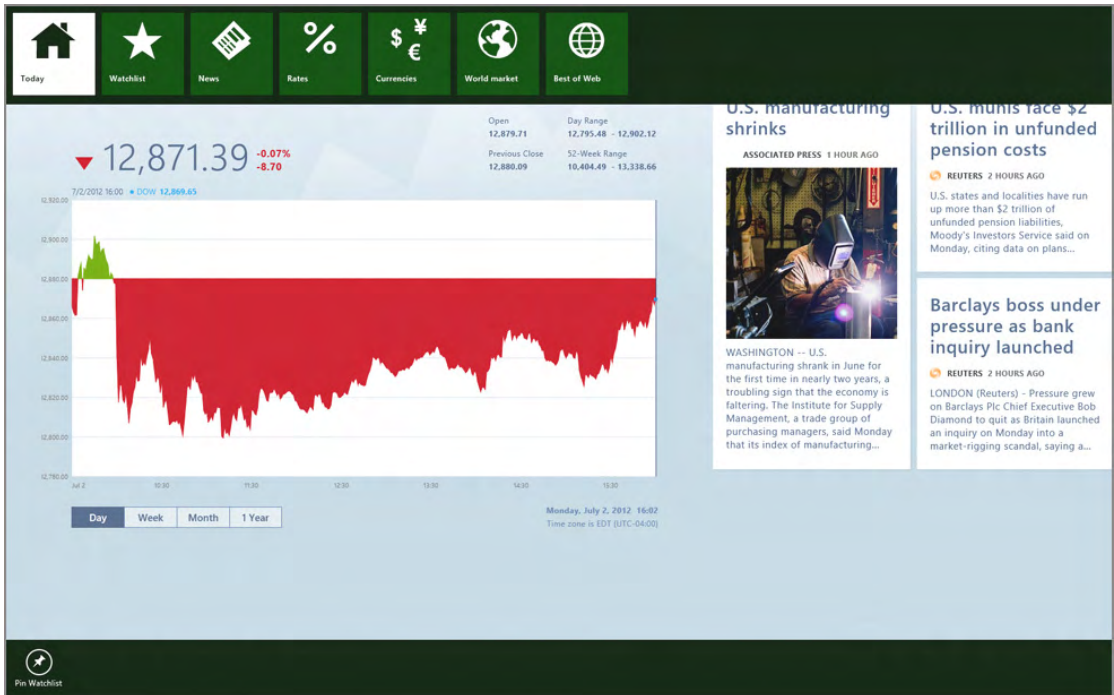 Today
Watchlist
News
Rates
Currencies
World market
Best of Web
$ ¥
€
%
12,871.39
-0.07%
-8.70
Open
12,879.71
Day Range
12,795.48 - 12,902.12
Previous Close
12,880.09
52-Week Range
10,404.49 - 13,338.66
7/2/2012 16:00 • DOW 12,869.65
12,920.00
12,900.00
12,880.00
12,860.00
12,840.00
12,820.00
12,800.00
12,780.00
Jul 2
10:30
11:30
12:30
13:30
14:30
15:30
Day
Week
Month
1 Year
Monday, July 2, 2012 16:02
Time zone is EDT (UTC-04:00)
U.S. manufacturing
shrinks
ASSOCIATED PRESS 1 HOUR AGO
WASHINGTON -- U.S.
manufacturing shrank in June for
the first time in nearly two years, a
troubling sign that the economy is
faltering. The Institute for Supply
Management, a trade group of
purchasing managers, said Monday
that its index of manufacturing...
U.S. munis face $2
trillion in unfunded
pension costs
REUTERS 2 HOURS AGO
U.S. states and localities have run
up more than $2 trillion of
unfunded pension liabilities,
Moody's Investors Service said on
Monday, citing data on plans...
Barclays boss under
pressure as bank
inquiry launched
REUTERS 2 HOURS AGO
LONDON (Reuters) - Pressure grew
on Barclays Plc Chief Executive Bob
Diamond to quit as Britain launched
an inquiry on Monday into a
market-rigging scandal, saying a...
Pin Watchlist